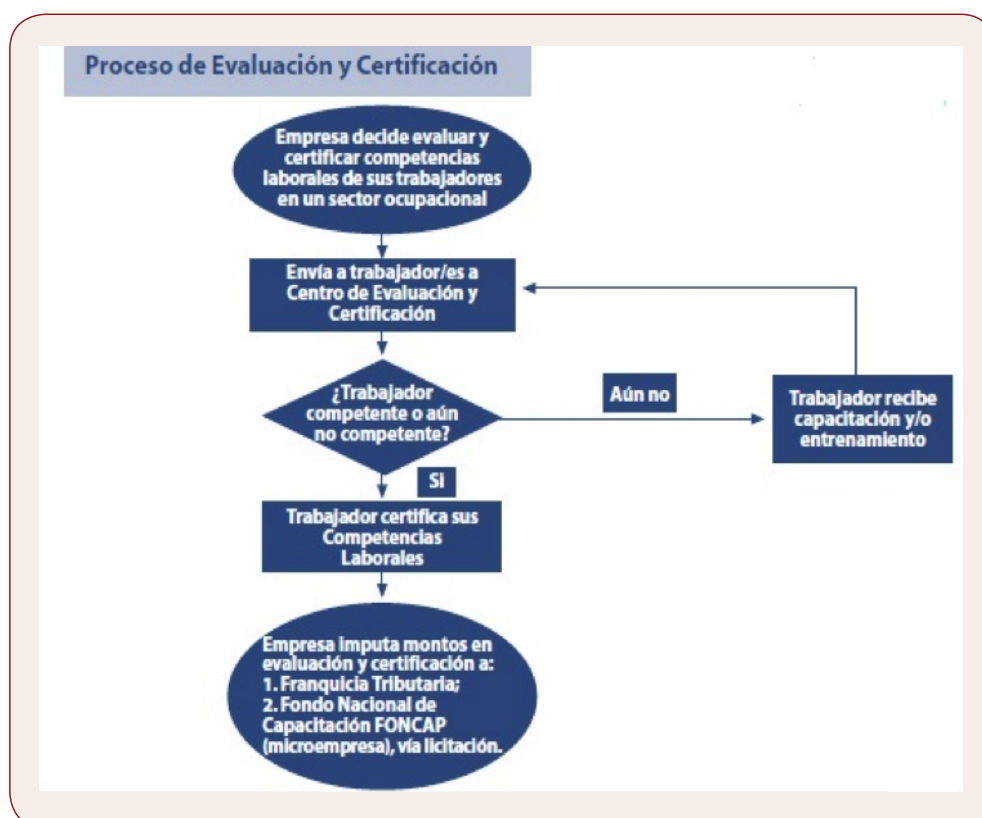 Proceso de Evaluación y Certificación
Empresa decide evaluar y
certificar competencias
laborales de sus trabajadores
en un sector ocupacional
Envía a trabajador/es a
Centro de Evaluación y
Certificación
¿Trabajador
competente o aún
no competente?
Aún no
Trabajador recibe
capacitación y/o
entrenamiento
Si
Trabajador certifica sus
Competencias
Laborales
Empresa imputa montos en
evaluación y certificación a:
1. Franquicia Tributaria;
2. Fondo Nacional de
Capacitación FONCAP
(microempresa), vía licitación.